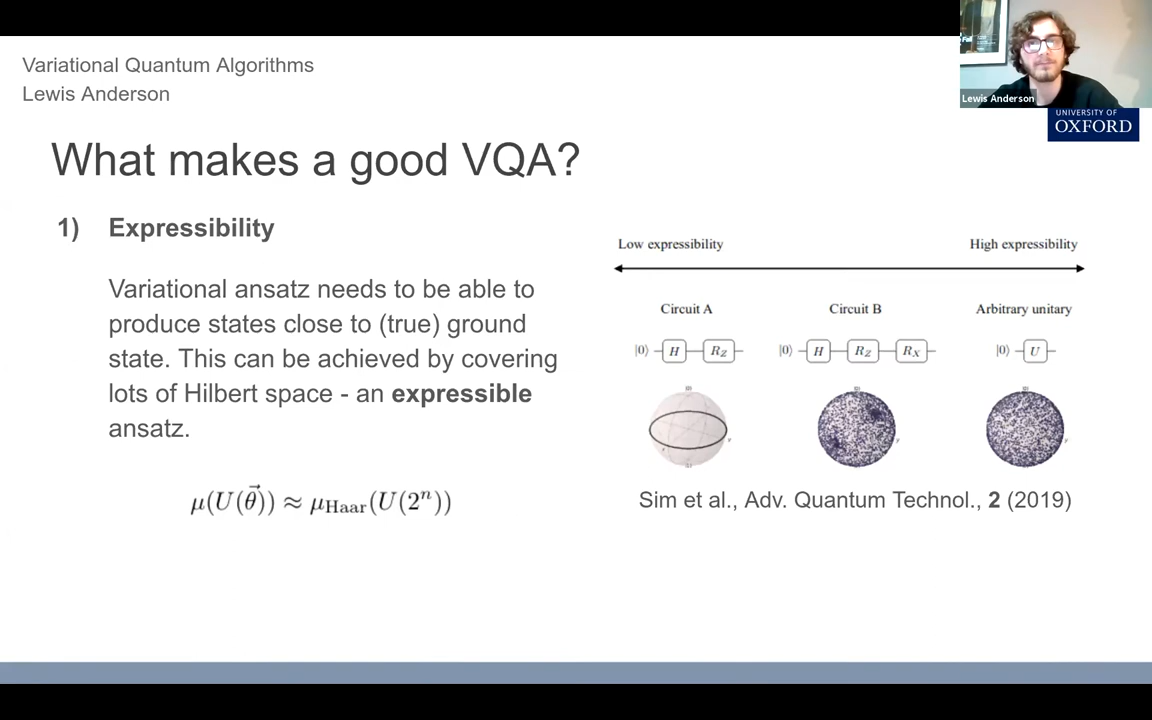 Variational Quantum Algorithms
Lewis Anderson
Lewis Anderson
UNIVERSITY OF
OXFORD
What makes a good VQA?
1) Expressibility
Variational ansatz needs to be able to
produce states close to (true) ground
state. This can be achieved by covering
lots of Hilbert space - an expressible
ansatz.
μ(U(θ⃗)) ≈ μHaar(U(2ⁿ))
Low expressibility High expressibility
Circuit A Circuit B Arbitrary unitary
|0⟩ H RZ |0⟩ H RZ RX |0⟩ U
Sim et al., Adv. Quantum Technol., 2 (2019)